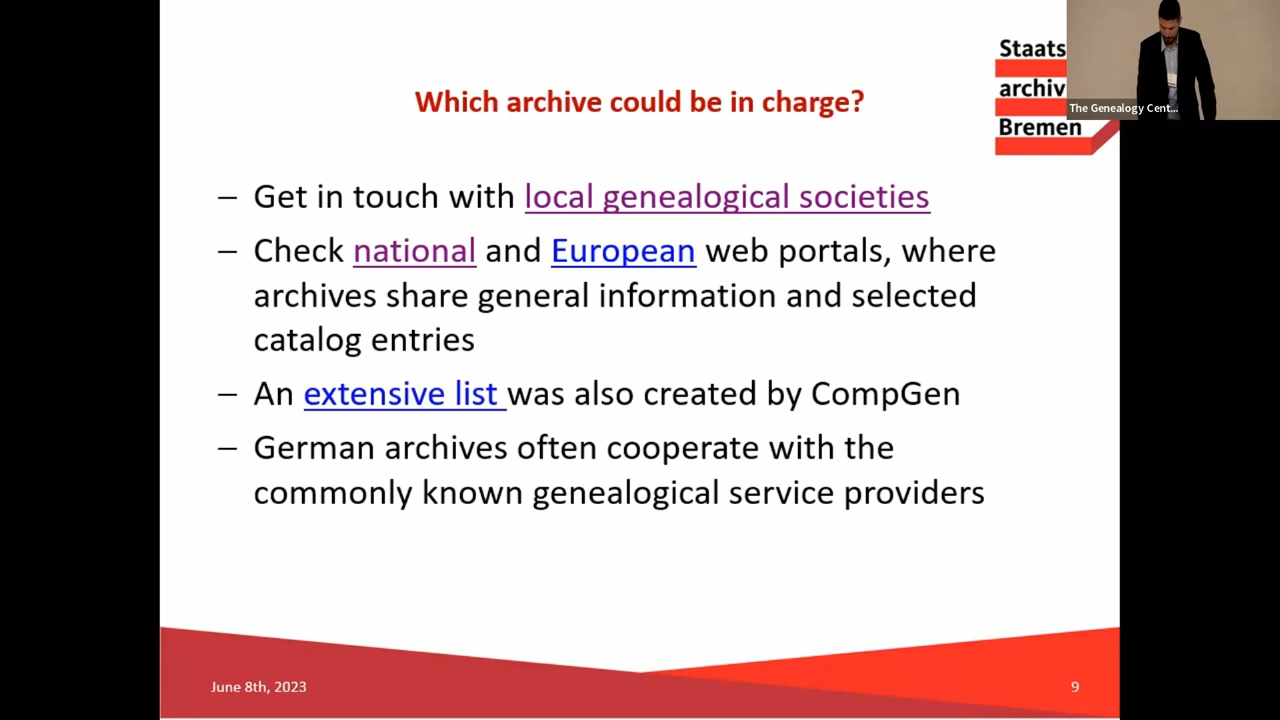 Which archive could be in charge?
Staats
archiv
Bremen
The Genealogy Cent...
– Get in touch with local genealogical societies
– Check national and European web portals, where
archives share general information and selected
catalog entries
– An extensive list was also created by CompGen
– German archives often cooperate with the
commonly known genealogical service providers
June 8th, 2023
9